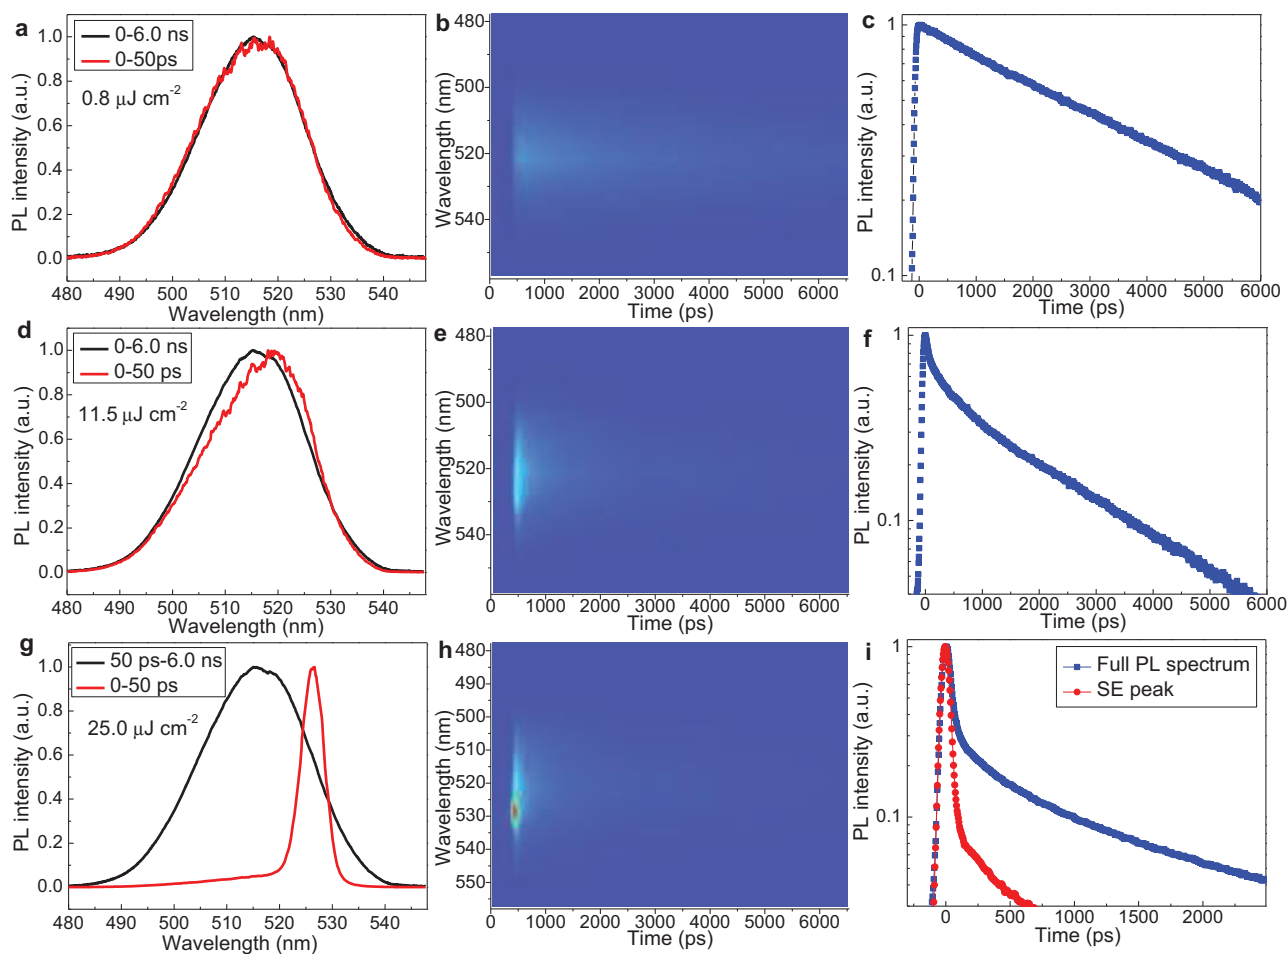 a
0-6.0 ns
0-50ps
0.8 μJ cm-2
PL intensity (a.u.)
1.0
0.8
0.6
0.4
0.2
0.0
480 490 500 510 520 530 540
Wavelength (nm)
b
Wavelength (nm)
480
500
520
540
0 1000 2000 3000 4000 5000 6000
Time (ps)
c
PL intensity (a.u.)
1
0.1
0 1000 2000 3000 4000 5000 6000
Time (ps)
d
0-6.0 ns
0-50 ps
11.5 μJ cm-2
PL intensity (a.u.)
1.0
0.8
0.6
0.4
0.2
0.0
480 490 500 510 520 530 540
Wavelength (nm)
e
Wavelength (nm)
480
500
520
540
0 1000 2000 3000 4000 5000 6000
Time (ps)
f
PL intensity (a.u.)
1
0.1
0 1000 2000 3000 4000 5000 6000
Time (ps)
g
50 ps-6.0 ns
0-50 ps
25.0 μJ cm-2
PL intensity (a.u.)
1.0
0.8
0.6
0.4
0.2
0.0
480 490 500 510 520 530 540
Wavelength (nm)
h
Wavelength (nm)
480
500
510
520
530
540
550
0 1000 2000 3000 4000 5000 6000
Time (ps)
i
Full PL spectrum
SE peak
PL intensity (a.u.)
1
0.1
0 500 1000 1500 2000
Time (ps)